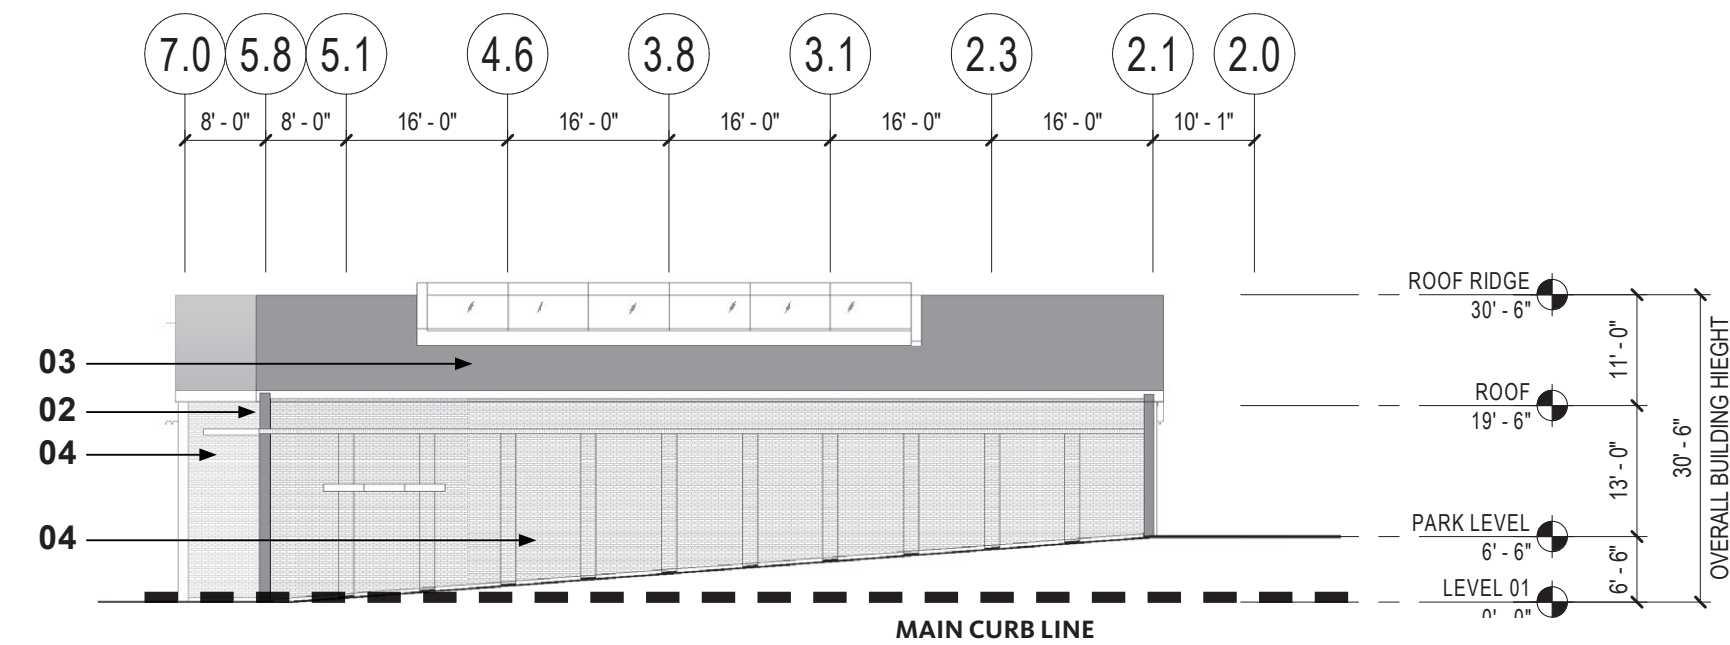 7.0 5.8 5.1 4.6 3.8 3.1 2.3 2.1 2.0
8' - 0" 8' - 0" 16' - 0" 16' - 0" 16' - 0" 16' - 0" 16' - 0" 10' - 1"
ROOF RIDGE
30' - 6"
11' - 0"
03
ROOF
19' - 6"
02
04
13' - 0"
30' - 6"
OVERALL BUILDING HIEGHT
PARK LEVEL
6' - 6"
04
6' - 6"
LEVEL 01
0' - 0"
MAIN CURB LINE